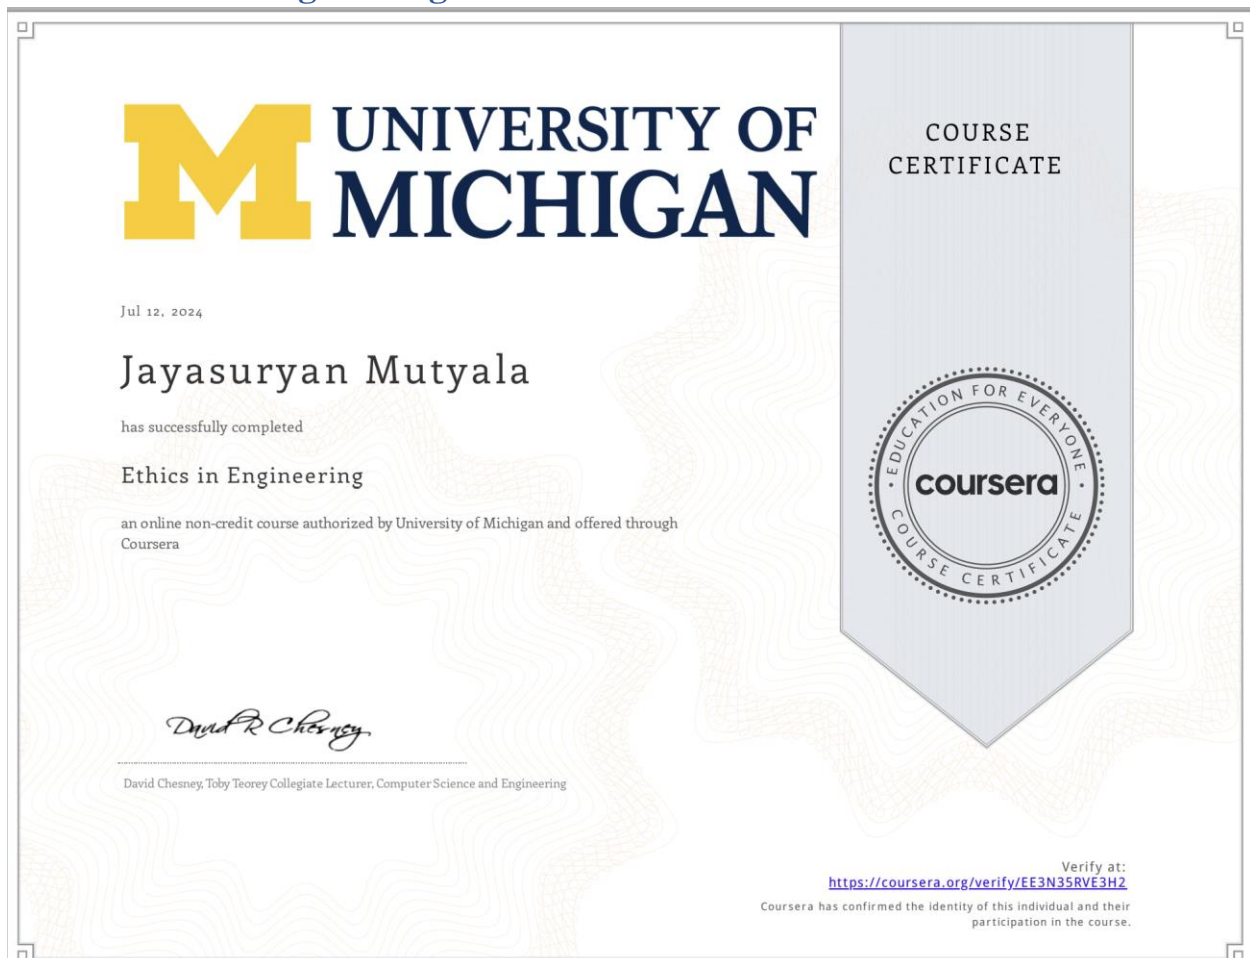 UNIVERSITY OF
MICHIGAN
COURSE
CERTIFICATE
Jul 12, 2024
Jayasuryan Mutyala
has successfully completed
Ethics in Engineering
an online non-credit course authorized by University of Michigan and offered through
Coursera
EDUCATION FOR EVERYONE
coursera
COURSE CERTIFICATE
David R Chesney
David Chesney, Toby Teorey Collegiate Lecturer, Computer Science and Engineering
Verify at:
https://coursera.org/verify/EE3N35RVE3H2
Coursera has confirmed the identity of this individual and their
participation in the course.